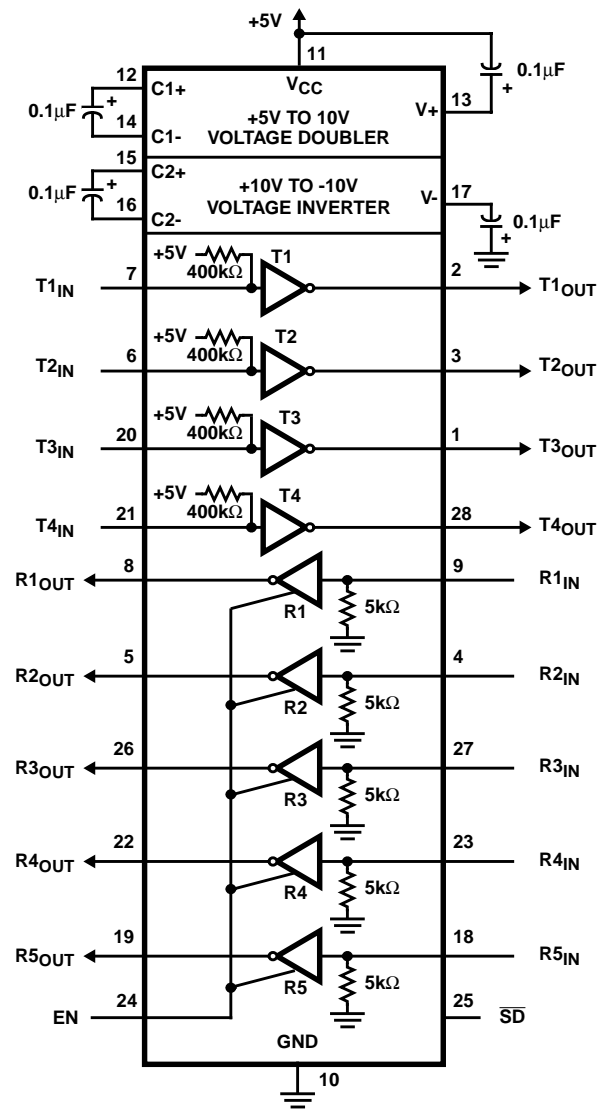 +5V
11
12
C1+
VCC
0.1µF
0.1µF
+
+
13
V+
14
C1-
+5V TO 10V
VOLTAGE DOUBLER
15
C2+
0.1µF
+
+10V TO -10V
VOLTAGE INVERTER
V-
17
16
C2-
0.1µF
+
+5V
400kΩ
T1
T1IN
7
2
T1OUT
+5V
400kΩ
T2
T2IN
6
3
T2OUT
+5V
400kΩ
T3
T3IN
20
1
T3OUT
+5V
400kΩ
T4
T4IN
21
28
T4OUT
R1OUT
8
9
R1IN
R1
5kΩ
R2OUT
5
4
R2IN
R2
5kΩ
R3OUT
26
27
R3IN
R3
5kΩ
R4OUT
22
23
R4IN
R4
5kΩ
R5OUT
19
18
R5IN
R5
5kΩ
EN
24
25
SD
GND
10